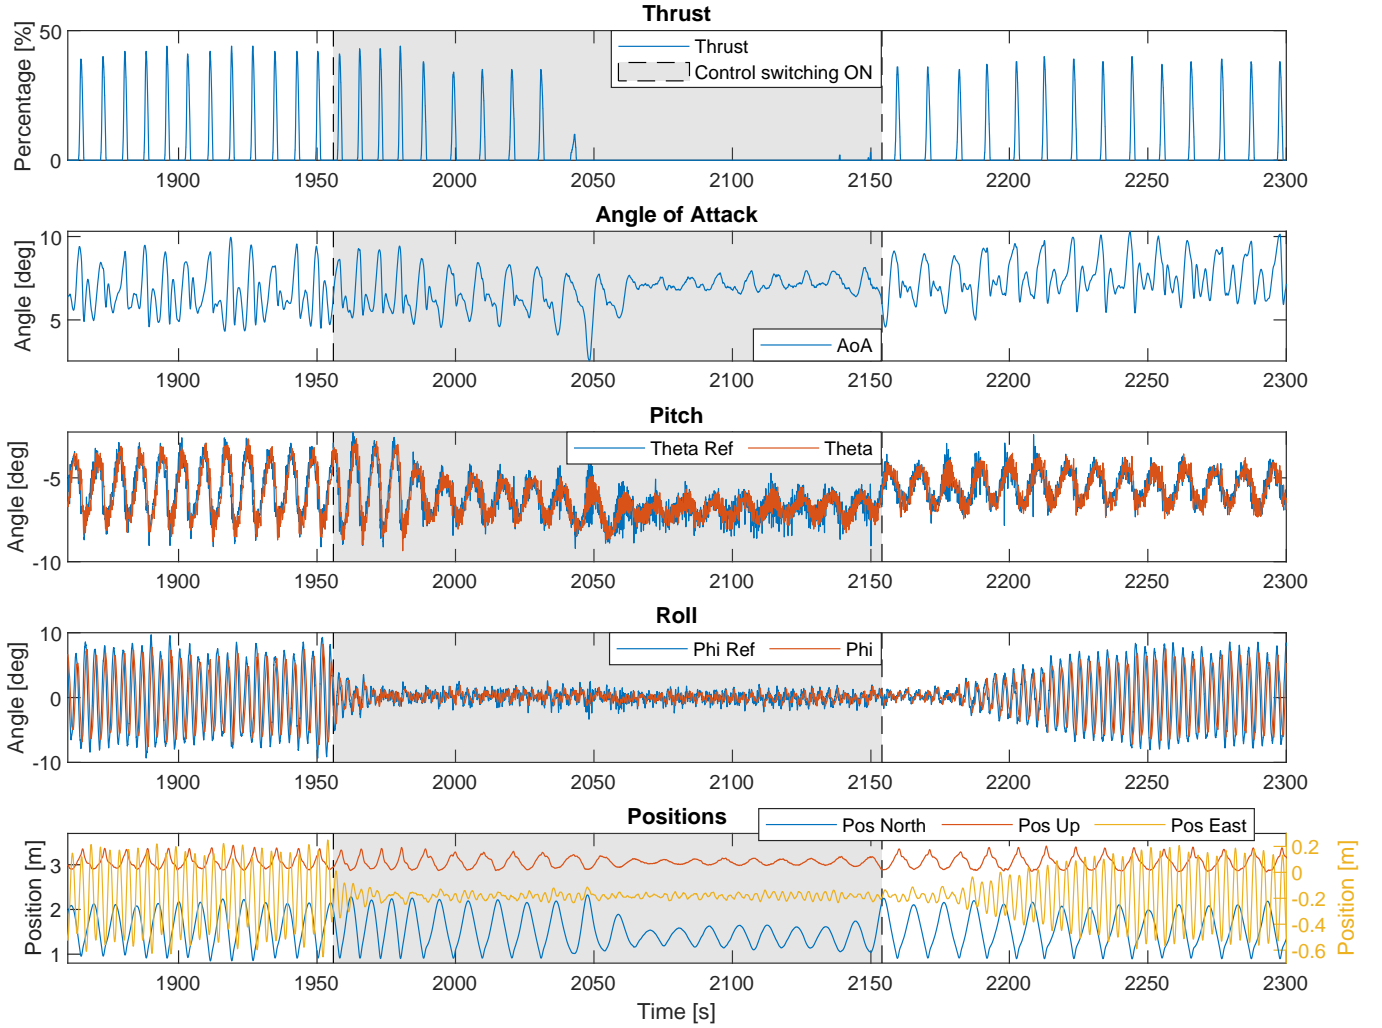 Thrust
Percentage [%]
50
0
Thrust
Control switching ON
1900 1950 2000 2050 2100 2150 2200 2250 2300
Angle of Attack
Angle [deg]
10
5
AoA
1900 1950 2000 2050 2100 2150 2200 2250 2300
Pitch
Angle [deg]
-5
-10
Theta Ref Theta
1900 1950 2000 2050 2100 2150 2200 2250 2300
Roll
Angle [deg]
10
0
-10
Phi Ref Phi
1900 1950 2000 2050 2100 2150 2200 2250 2300
Positions
Pos North Pos Up Pos East
Position [m]
3
2
1
0.2
0
-0.2
-0.4
-0.6
Position [m]
1900 1950 2000 2050 2100 2150 2200 2250 2300
Time [s]